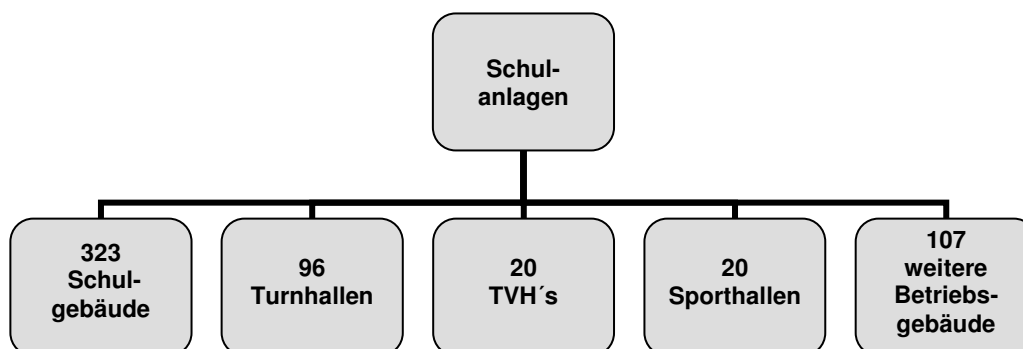 Schul-
anlagen
323
Schul-
gebäude
96
Turnhallen
20
TVH´s
20
Sporthallen
107
weitere
Betriebs-
gebäude